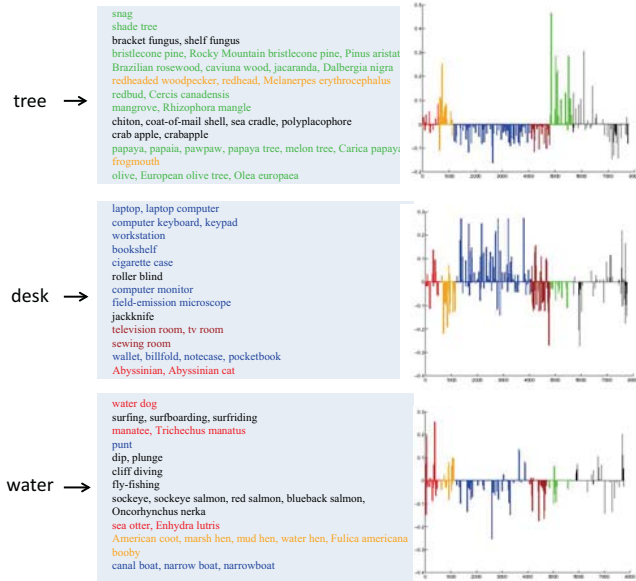 snag
shade tree
bracket fungus, shelf fungus
bristlecone pine, Rocky Mountain bristlecone pine, Pinus aristat
Brazilian rosewood, caviuna wood, jacaranda, Dalbergia nigra
redheaded woodpecker, redhead, Melanerpes erythrocephalus
redbud, Cercis canadensis
tree
mangrove, Rhizophora mangle
chiton, coat-of-mail shell, sea cradle, polyplacophore
crab apple, crabapple
papaya, papaia, pawpaw, papaya tree, melon tree, Carica papaya
frogmouth
olive, European olive tree, Olea europaea
laptop, laptop computer
computer keyboard, keypad
workstation
bookshelf
cigarette case
roller blind
desk
computer monitor
field-emission microscope
jackknife
television room, tv room
sewing room
wallet, billfold, notecase, pocketbook
Abyssinian, Abyssinian cat
water dog
surfing, surfboarding, surfriding
manatee, Trichechus manatus
punt
dip, plunge
cliff diving
fly-fishing
water
sockeye, sockeye salmon, red salmon, blueback salmon,
Oncorhynchus nerka
sea otter, Enhydra lutris
American coot, marsh hen, mud hen, water hen, Fulica americana
booby
canal boat, narrow boat, narrowboat